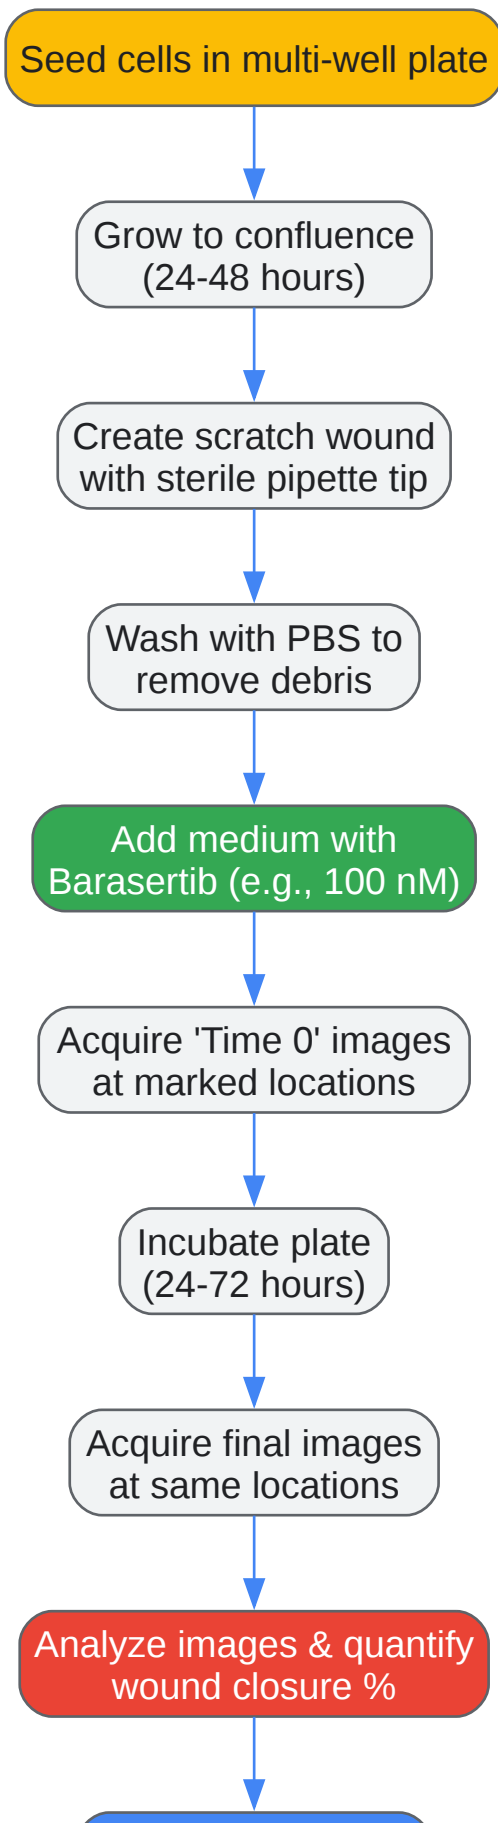 Seed cells in multi-well plate
Grow to confluence
(24-48 hours)
Create scratch wound
with sterile pipette tip
Wash with PBS to
remove debris
Add medium with
Barasertib (e.g., 100 nM)
Acquire 'Time 0' images
at marked locations
Incubate plate
(24-72 hours)
Acquire final images
at same locations
Analyze images & quantify
wound closure %